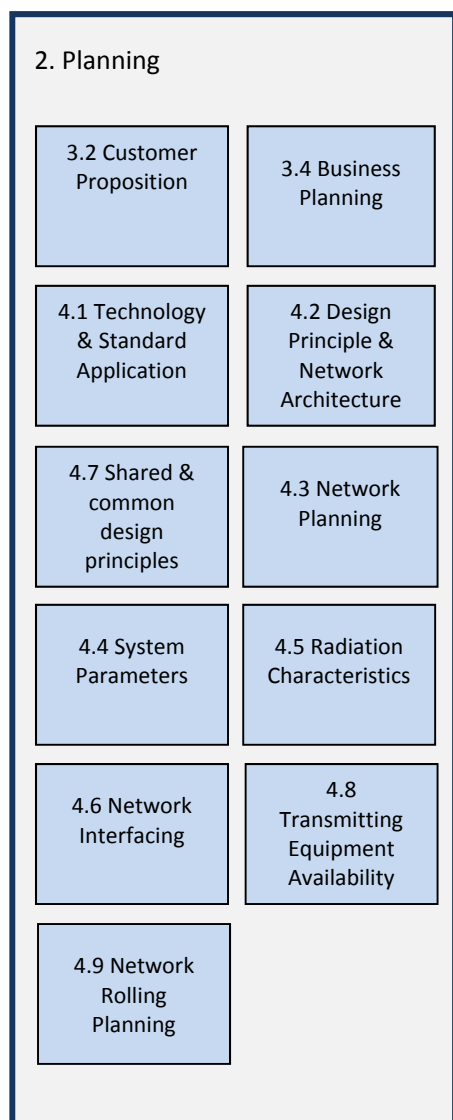 2. Planning
3.2 Customer
Proposition
3.4 Business
Planning
4.1 Technology
& Standard
Application
4.2 Design
Principle &
Network
Architecture
4.7 Shared &
common
design
principles
4.3 Network
Planning
4.4 System
Parameters
4.5 Radiation
Characteristics
4.6 Network
Interfacing
4.8
Transmitting
Equipment
Availability
4.9 Network
Rolling
Planning